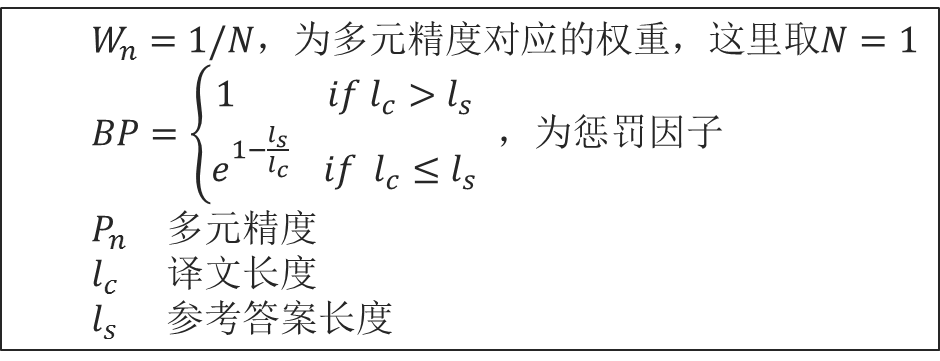 Wₙ = 1/N，为多元精度对应的权重，这里取N = 1
BP = { 1 if l_c > l_s
e^(1−l_s/l_c) if l_c ≤ l_s ，为惩罚因子
Pₙ 多元精度
l_c 译文长度
l_s 参考答案长度